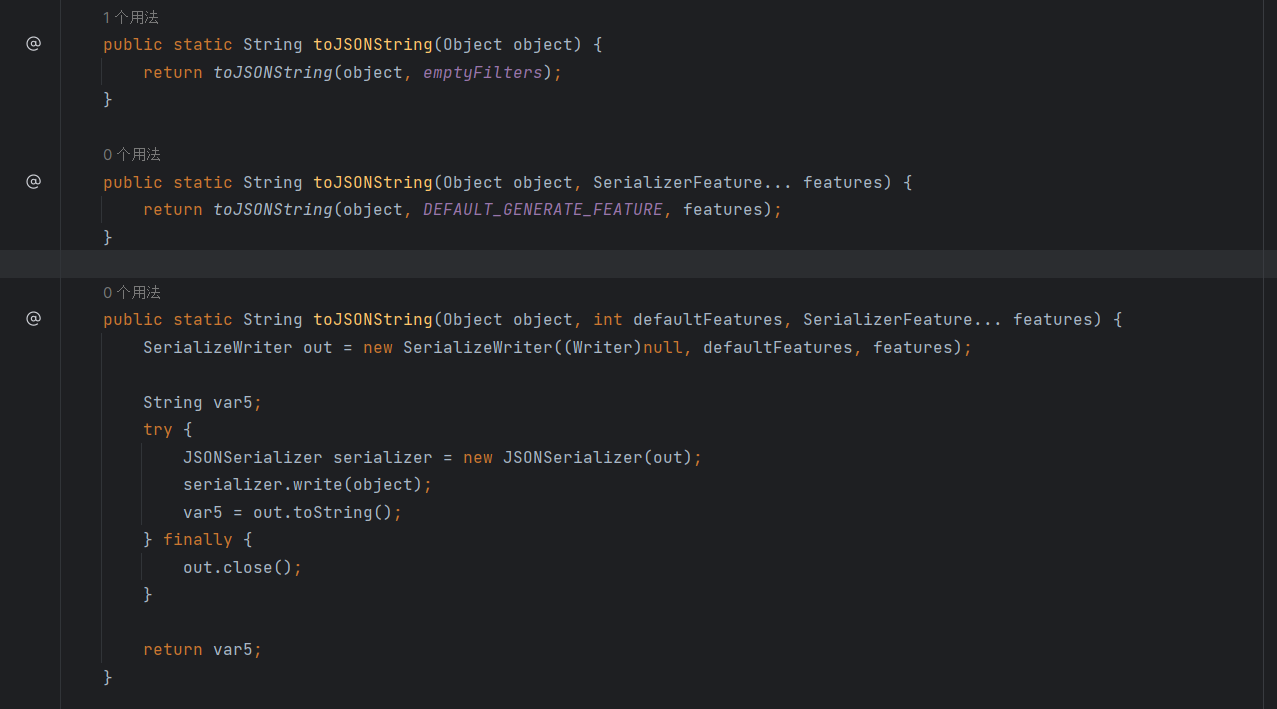 1 个用法
@ public static String toJSONString(Object object) {
return toJSONString(object, emptyFilters);
}
0 个用法
@ public static String toJSONString(Object object, SerializerFeature... features) {
return toJSONString(object, DEFAULT_GENERATE_FEATURE, features);
}
0 个用法
@ public static String toJSONString(Object object, int defaultFeatures, SerializerFeature... features) {
SerializeWriter out = new SerializeWriter((Writer)null, defaultFeatures, features);
String var5;
try {
JSONSerializer serializer = new JSONSerializer(out);
serializer.write(object);
var5 = out.toString();
} finally {
out.close();
}
return var5;
}